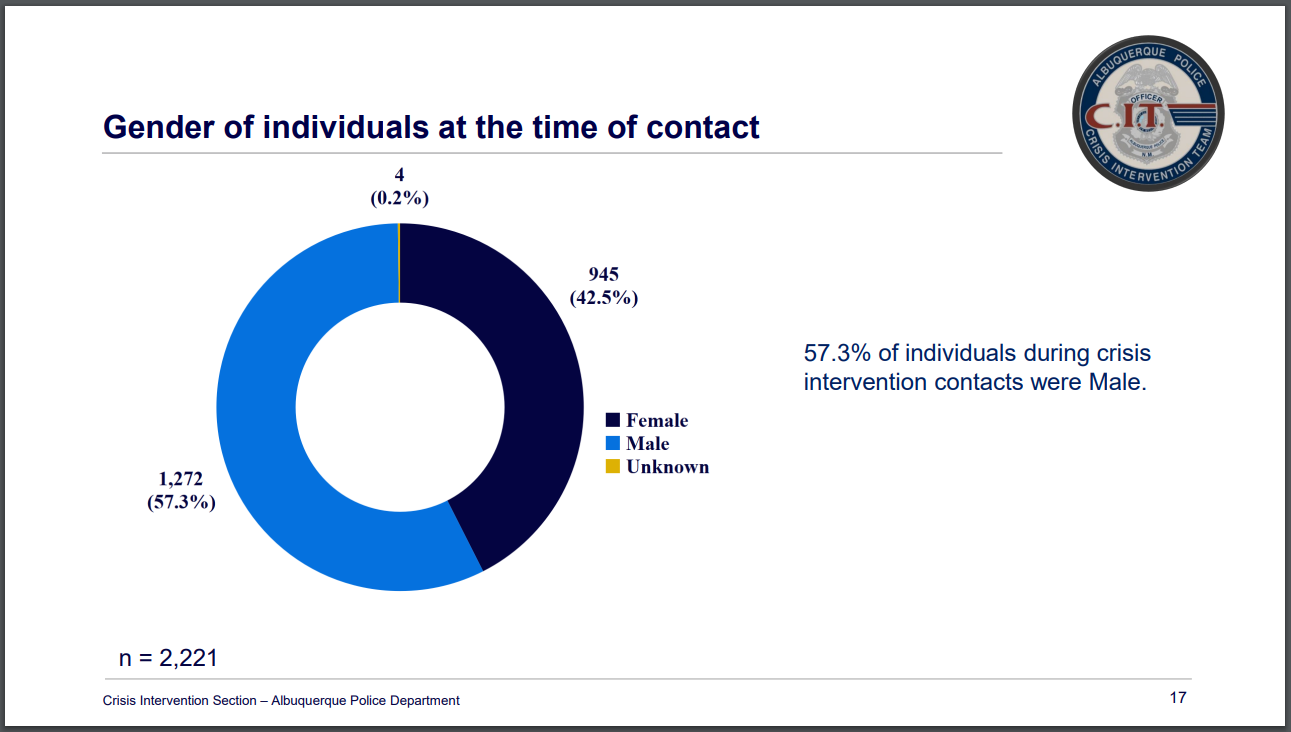 ALBUQUERQUE POLICE
OFFICER
C.I.T.
CRISIS INTERVENTION TEAM
Gender of individuals at the time of contact
4
(0.2%)
945
(42.5%)
57.3% of individuals during crisis
intervention contacts were Male.
Female
Male
Unknown
1,272
(57.3%)
n = 2,221
Crisis Intervention Section – Albuquerque Police Department
17